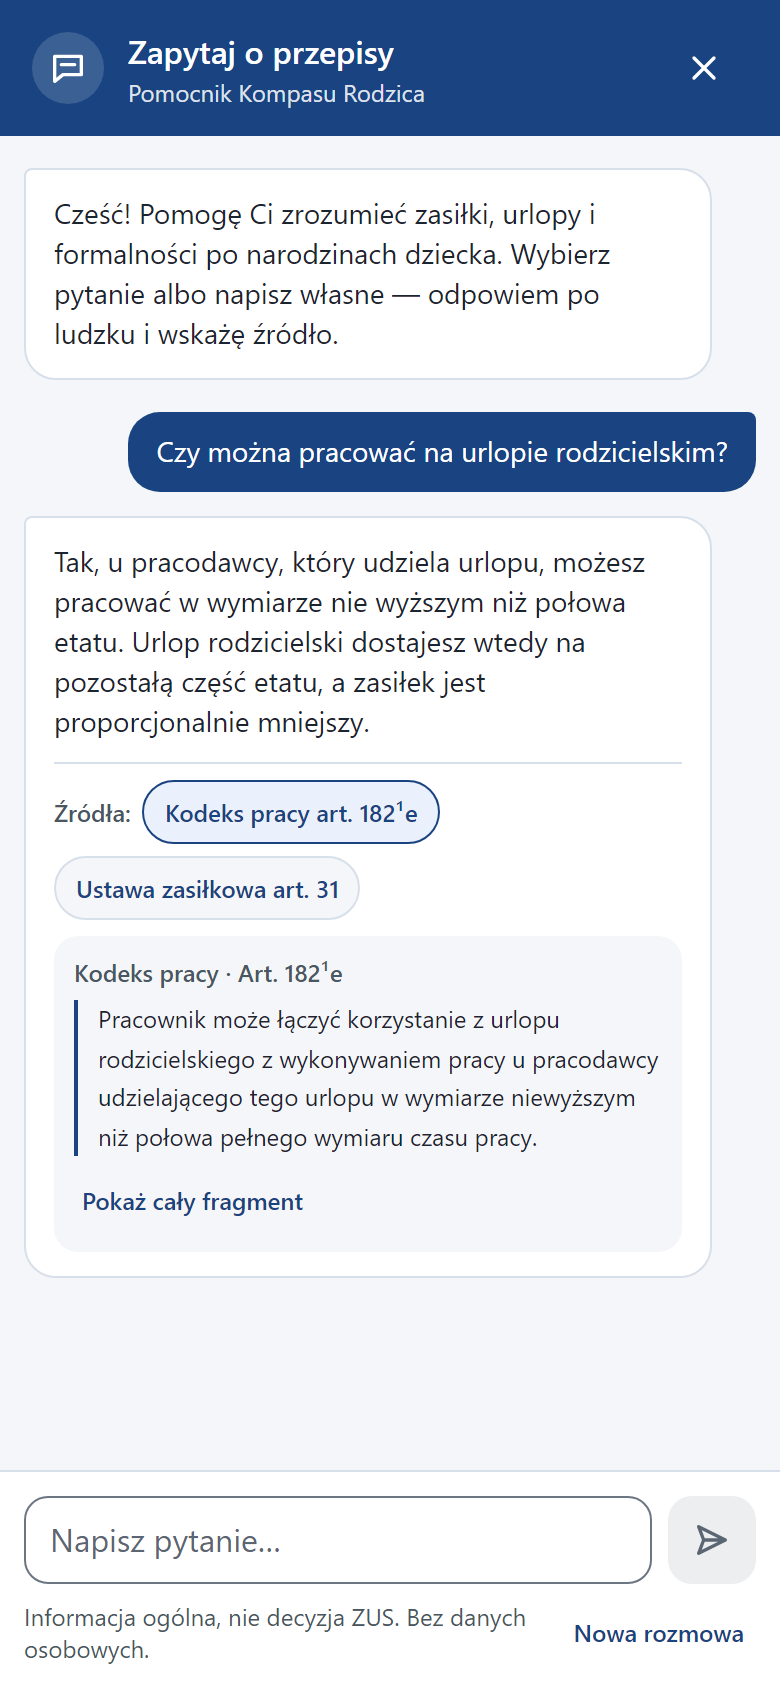 Zapytaj o przepisy
Pomocnik Kompasu Rodzica
Cześć! Pomogę Ci zrozumieć zasiłki, urlopy i
formalności po narodzinach dziecka. Wybierz
pytanie albo napisz własne — odpowiem po
ludzku i wskażę źródło.
Czy można pracować na urlopie rodzicielskim?
Tak, u pracodawcy, który udziela urlopu, możesz
pracować w wymiarze nie wyższym niż połowa
etatu. Urlop rodzicielski dostajesz wtedy na
pozostałą część etatu, a zasiłek jest
proporcjonalnie mniejszy.
Źródła: Kodeks pracy art. 182¹e
Ustawa zasiłkowa art. 31
Kodeks pracy · Art. 182¹e
Pracownik może łączyć korzystanie z urlopu
rodzicielskiego z wykonywaniem pracy u pracodawcy
udzielającego tego urlopu w wymiarze niewyższym
niż połowa pełnego wymiaru czasu pracy.
Pokaż cały fragment
Napisz pytanie...
Informacja ogólna, nie decyzja ZUS. Bez danych
osobowych.
Nowa rozmowa